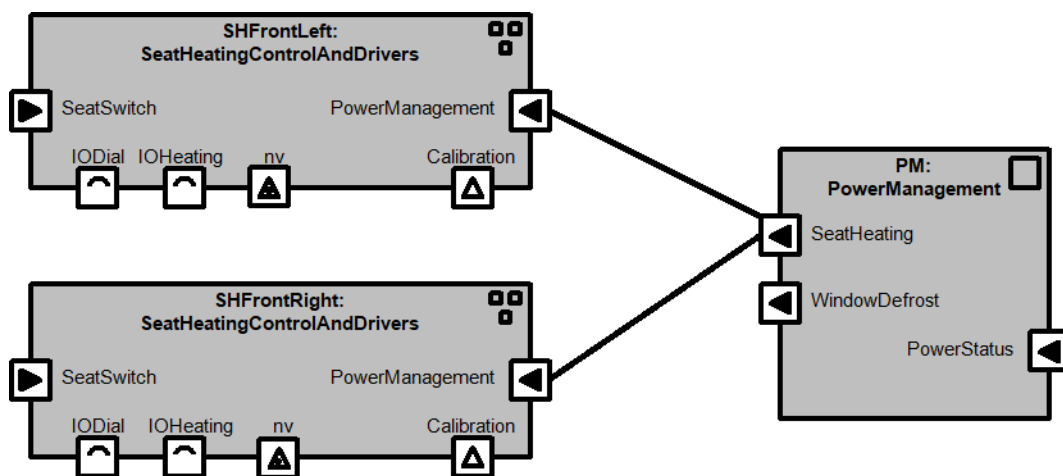 SHFrontLeft:
SeatHeatingControlAndDrivers
SeatSwitch PowerManagement
IODial IOHeating nv Calibration
PM:
PowerManagement
SeatHeating
WindowDefrost
PowerStatus
SHFrontRight:
SeatHeatingControlAndDrivers
SeatSwitch PowerManagement
IODial IOHeating nv Calibration